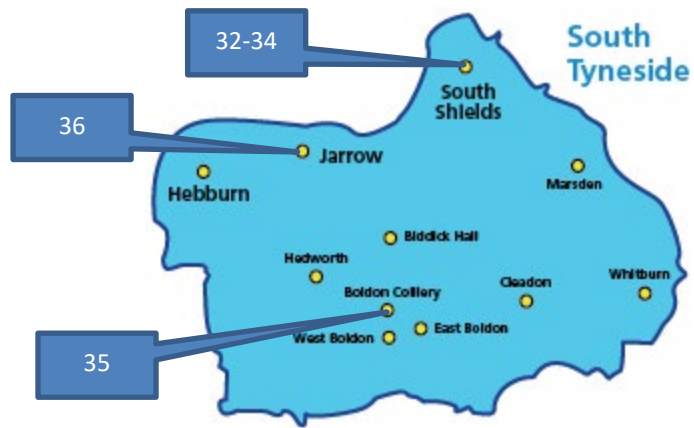 32-34
South
Tyneside
South
Shields
36
Jarrow
Hebburn
Marsden
Biddick Hall
Hedworth
Cleadon
Whitburn
Boldon Colliery
East Boldon
West Boldon
35